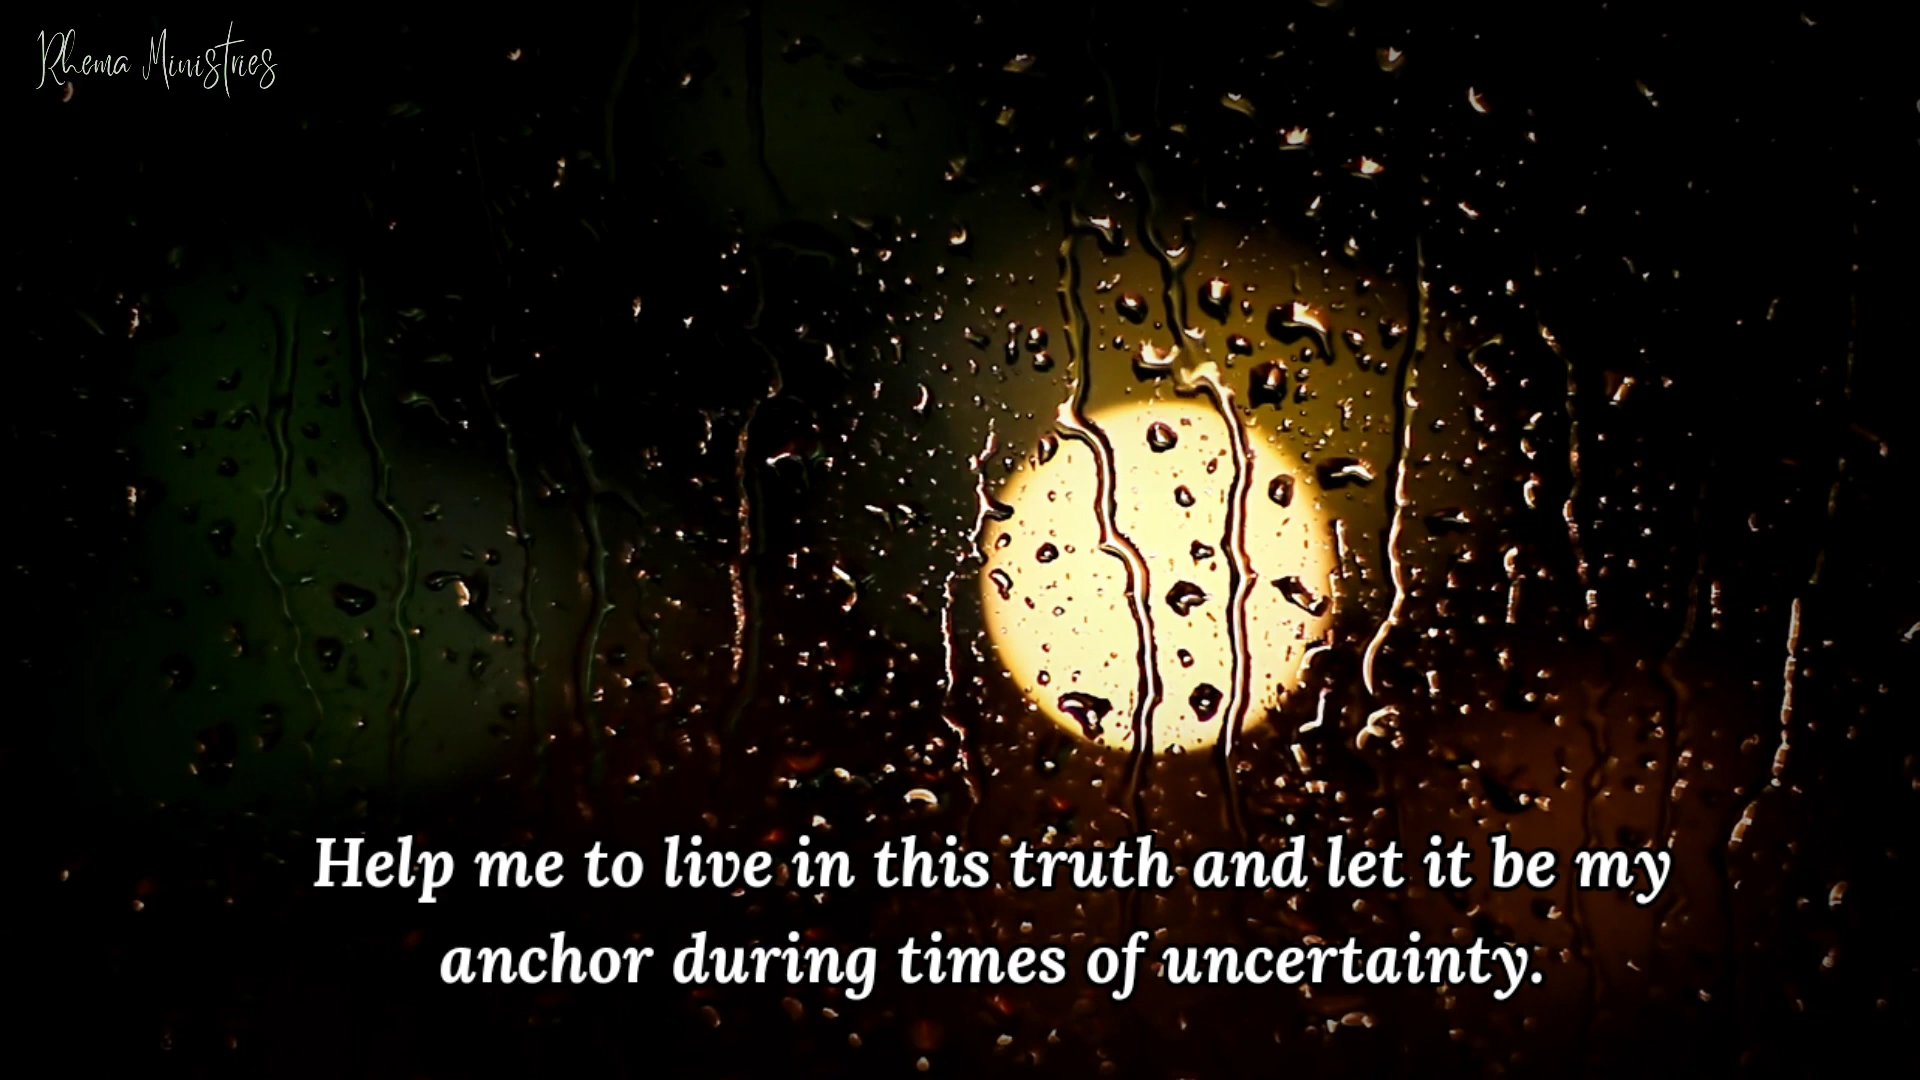 Rhema Ministries
Help me to live in this truth and let it be my
anchor during times of uncertainty.